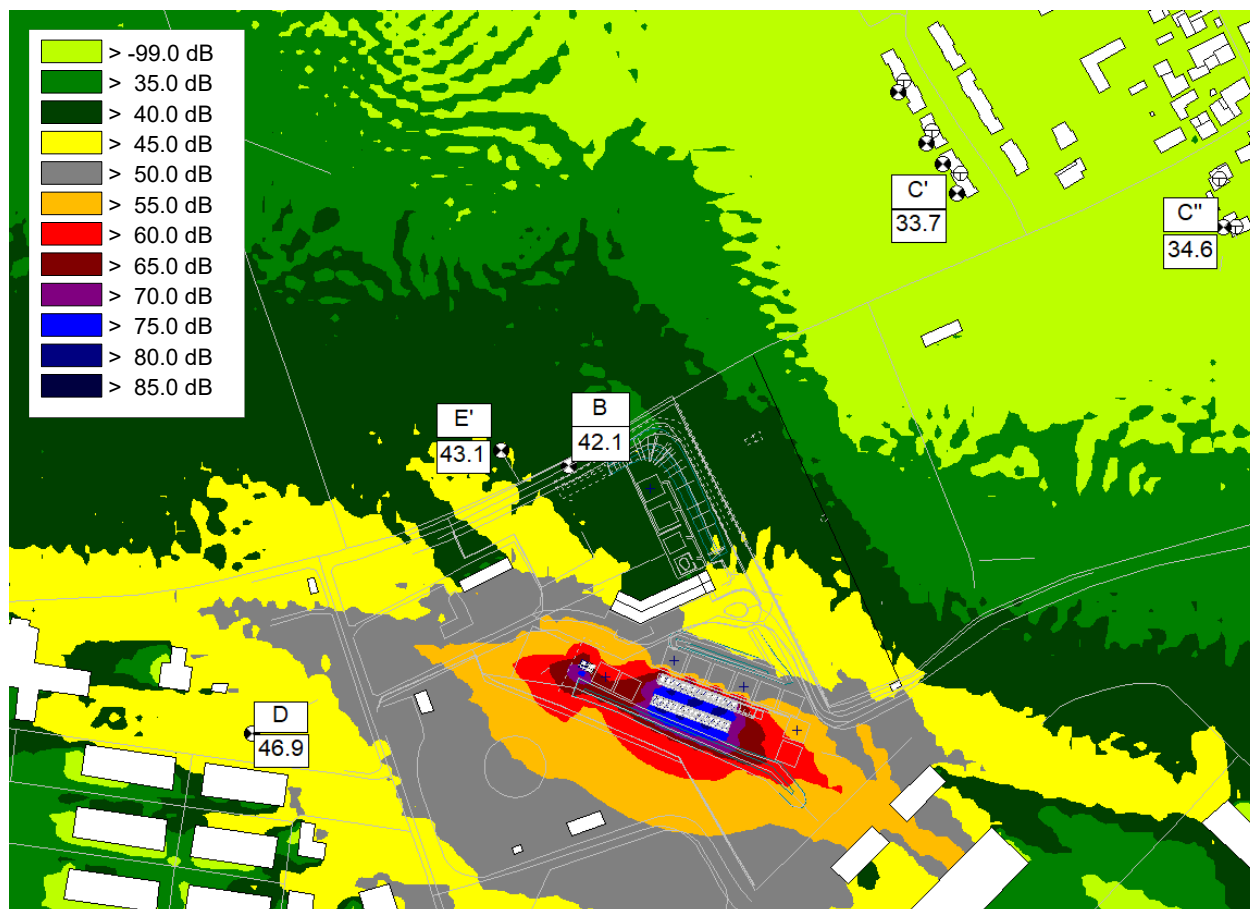 > -99.0 dB
> 35.0 dB
> 40.0 dB
> 45.0 dB
> 50.0 dB
> 55.0 dB
> 60.0 dB
> 65.0 dB
> 70.0 dB
> 75.0 dB
> 80.0 dB
> 85.0 dB
C'
33.7
C"
34.6
E'
43.1
B
42.1
D
46.9